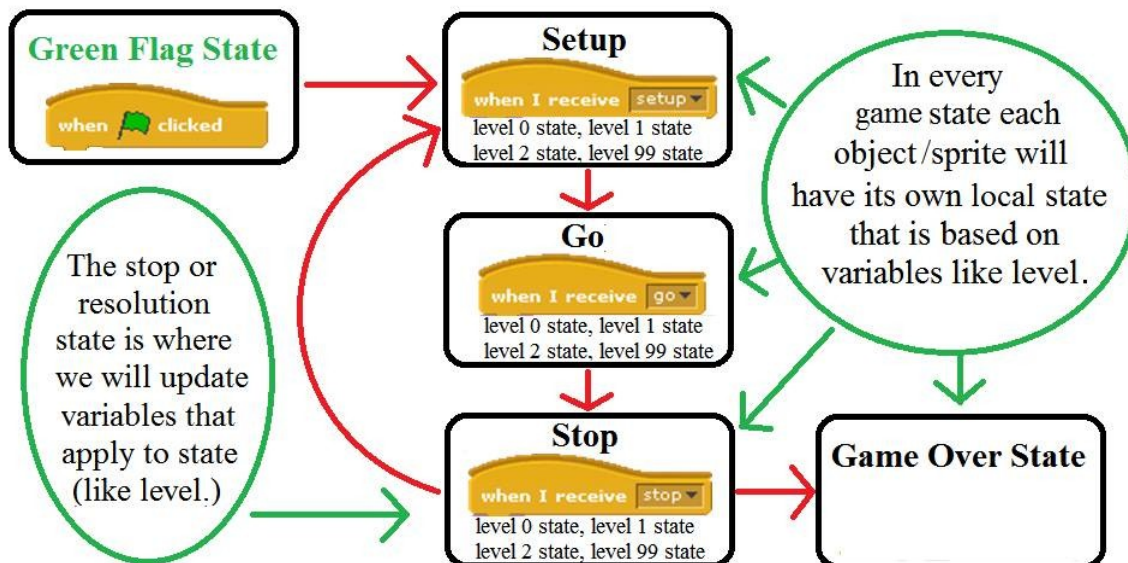 Green Flag State
when clicked
Setup
when I receive setup
level 0 state, level 1 state
level 2 state, level 99 state
In every
game state each
object/sprite will
have its own local state
that is based on
variables like level.
Go
when I receive go
level 0 state, level 1 state
level 2 state, level 99 state
The stop or
resolution
state is where
we will update
variables that
apply to state
(like level.)
Stop
when I receive stop
level 0 state, level 1 state
level 2 state, level 99 state
Game Over State